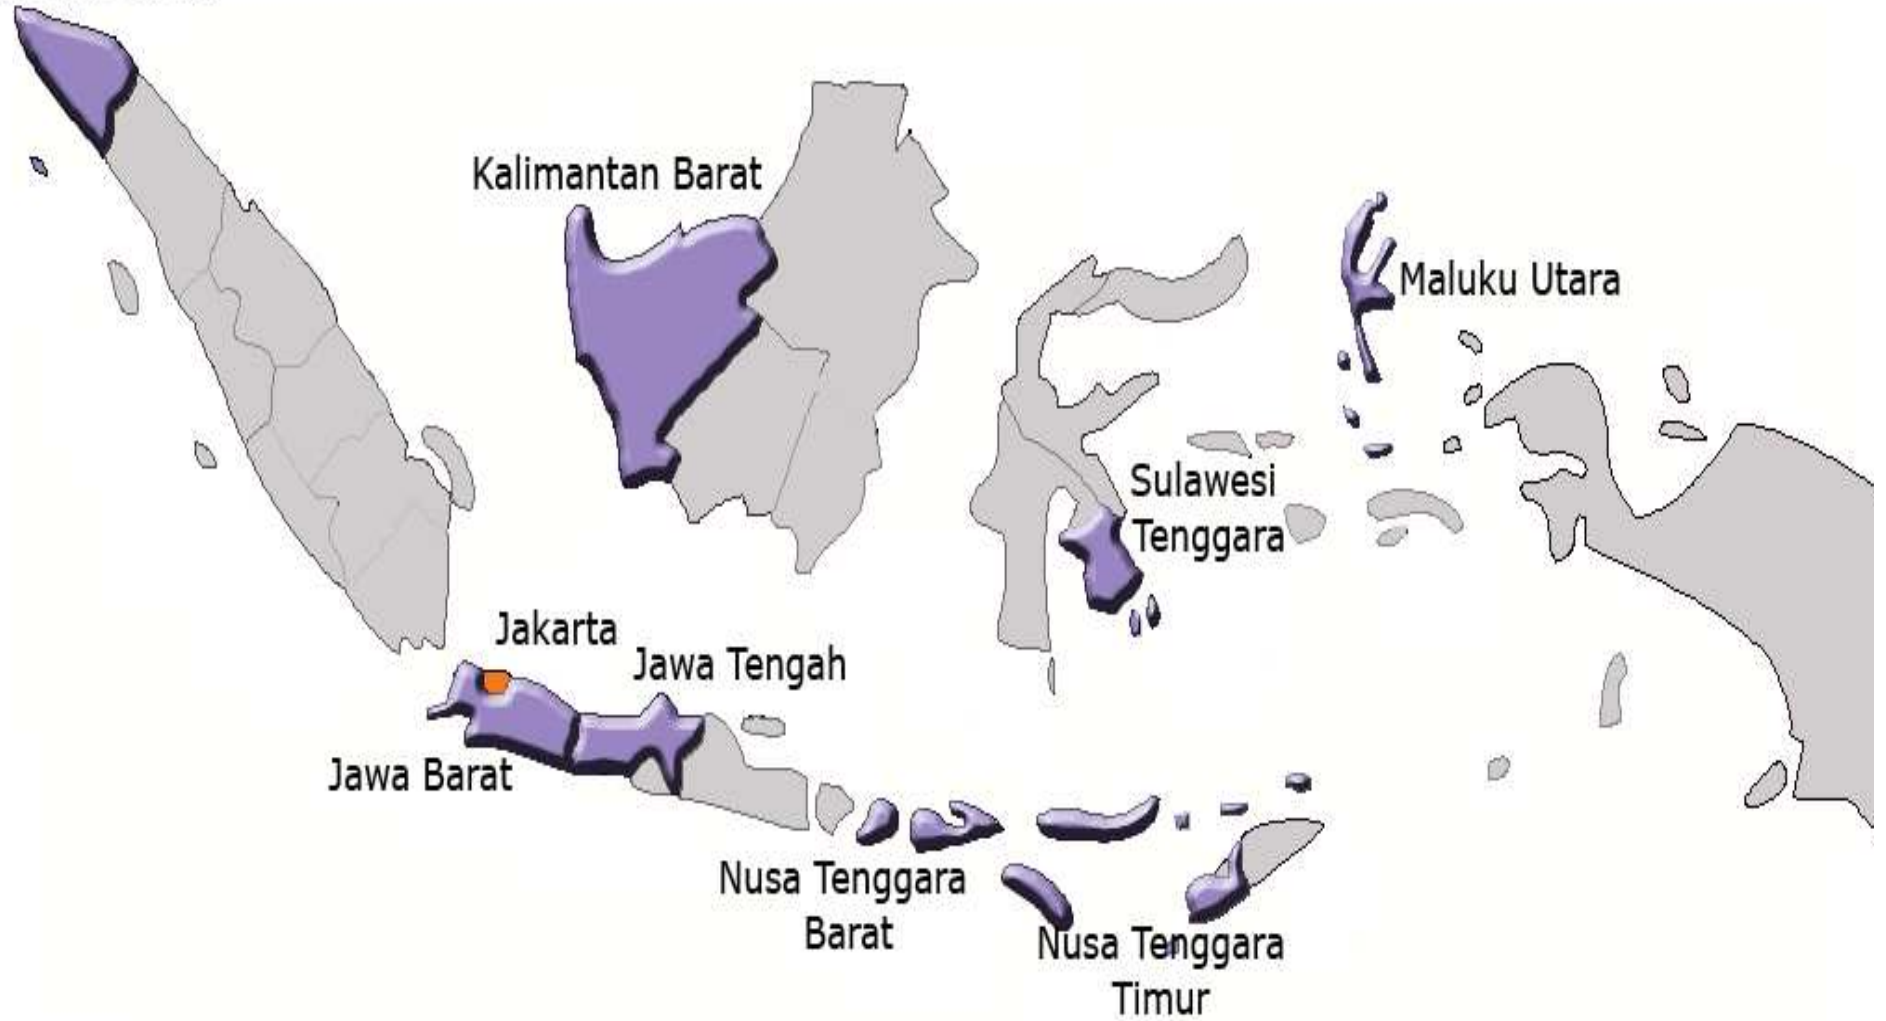 Kalimantan Barat
Maluku Utara
Sulawesi
Tenggara
Jakarta
Jawa Tengah
Jawa Barat
Nusa Tenggara
Barat
Nusa Tenggara
Timur